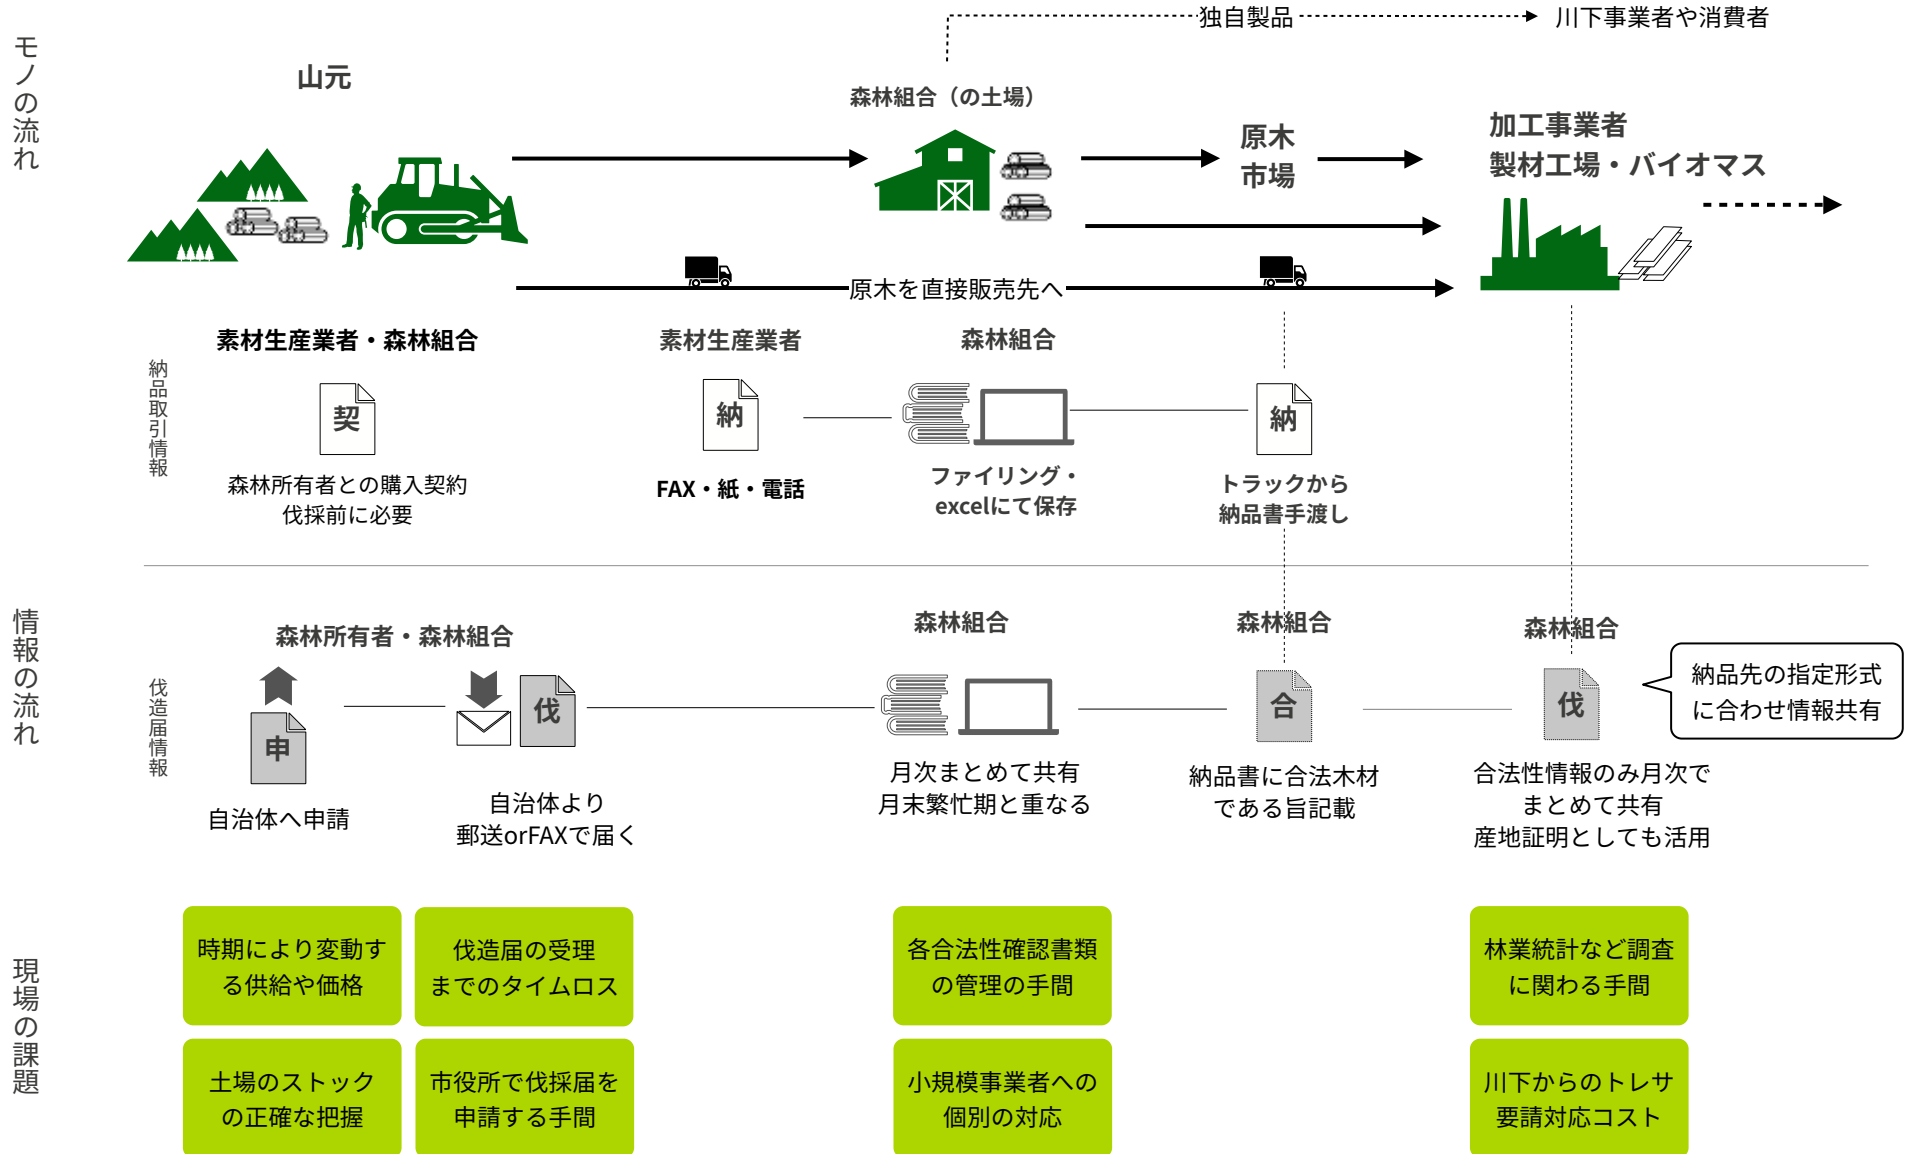 モノの流れ
独自製品
川下事業者や消費者
山元
森林組合（の土場）
原木
市場
加工事業者
製材工場・バイオマス
原木を直接販売先へ
納品取引情報
素材生産業者・森林組合
契
森林所有者との購入契約
伐採前に必要
素材生産業者
納
FAX・紙・電話
森林組合
ファイリング・
excelにて保存
納
トラックから
納品書手渡し
情報の流れ
伐造届情報
森林所有者・森林組合
申
自治体へ申請
伐
自治体より
郵送orFAXで届く
森林組合
月次まとめて共有
月末繁忙期と重なる
森林組合
合
納品書に合法木材
である旨記載
森林組合
伐
合法性情報のみ月次で
まとめて共有
産地証明としても活用
納品先の指定形式
に合わせ情報共有
現場の課題
時期により変動す
る供給や価格
伐造届の受理
までのタイムロス
各合法性確認書類
の管理の手間
林業統計など調査
に関わる手間
土場のストック
の正確な把握
市役所で伐採届を
申請する手間
小規模事業者への
個別の対応
川下からのトレサ
要請対応コスト